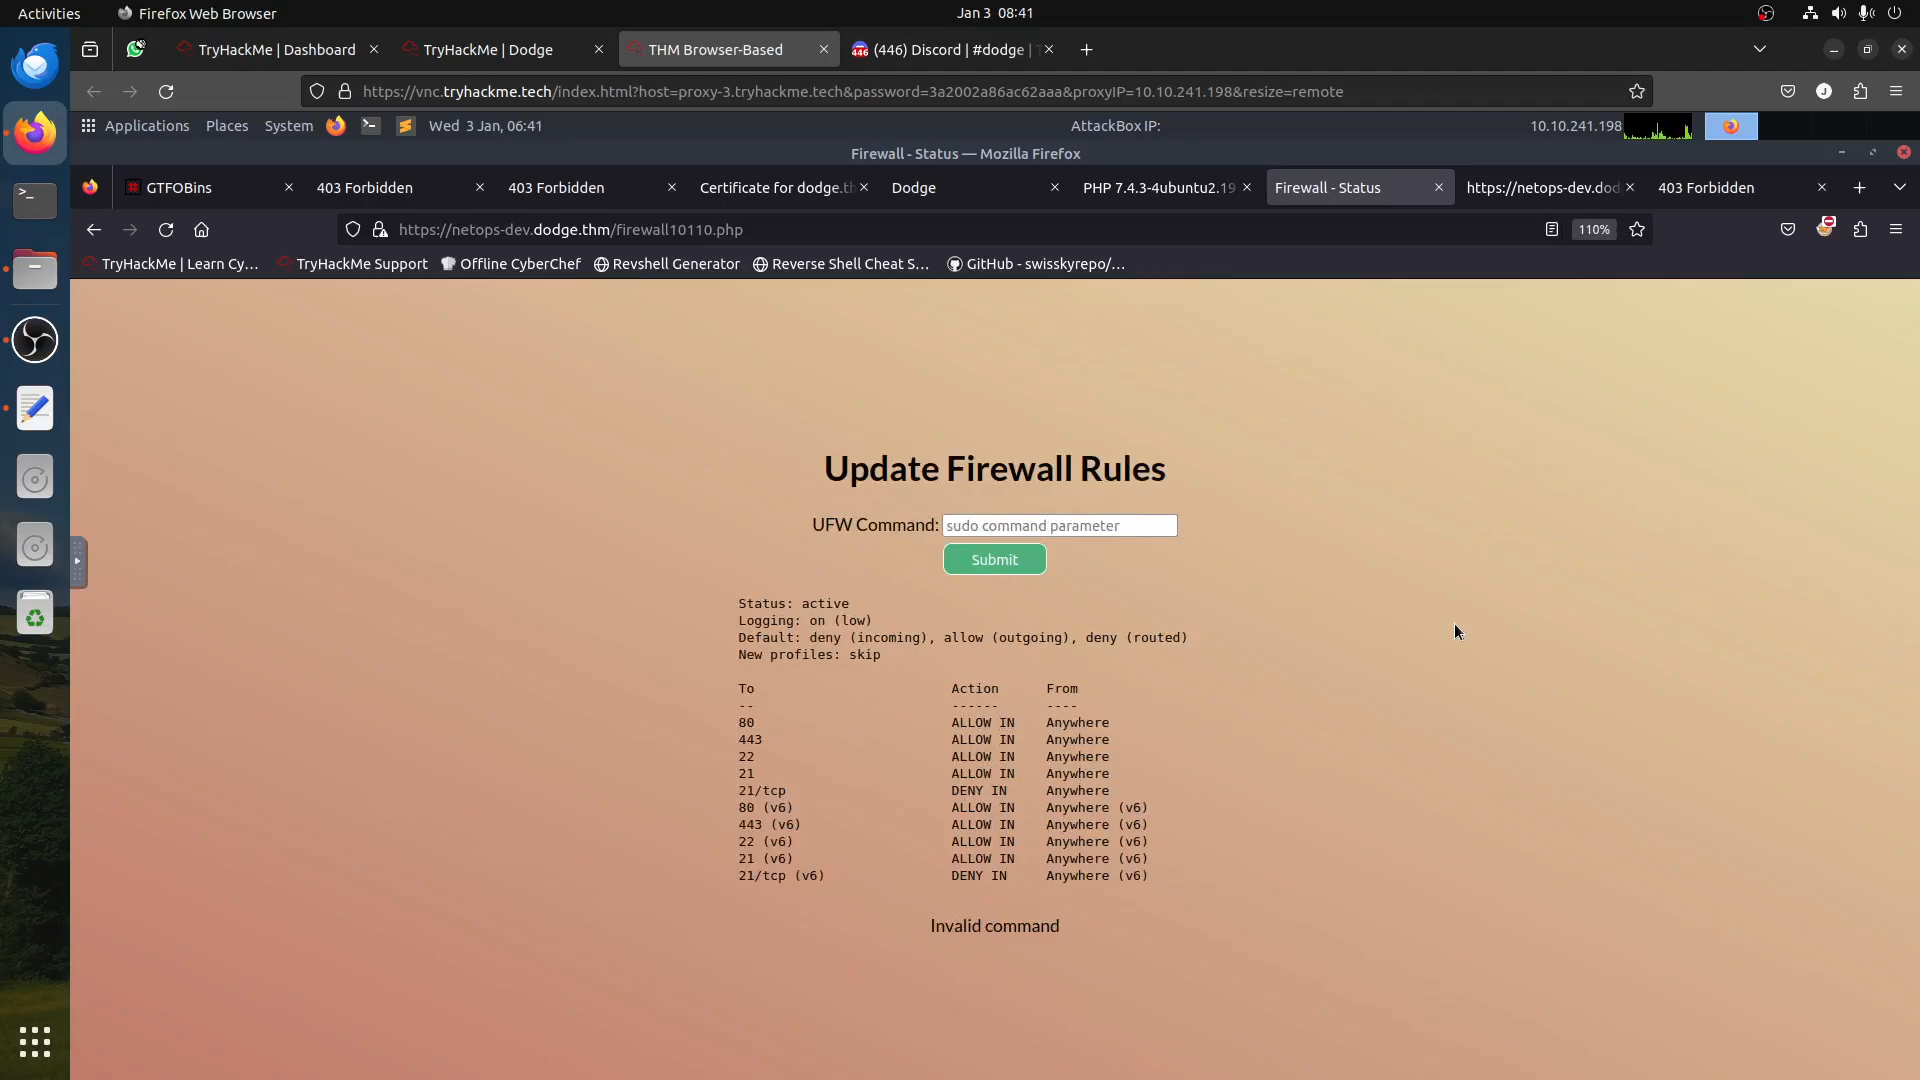 Activities Firefox Web Browser Jan 3 08:41
TryHackMe | Dashboard TryHackMe | Dodge THM Browser-Based 446 (446) Discord | #dodge |
https://vnc.tryhackme.tech/index.html?host=proxy-3.tryhackme.tech&password=3a2002a86ac62aaa&proxyIP=10.10.241.198&resize=remote J
Applications Places System Wed 3 Jan, 06:41 AttackBox IP: 10.10.241.198
Firewall - Status — Mozilla Firefox
GTFOBins 403 Forbidden 403 Forbidden Certificate for dodge.th Dodge PHP 7.4.3-4ubuntu2.19 Firewall - Status https://netops-dev.dod 403 Forbidden
https://netops-dev.dodge.thm/firewall10110.php 110%
TryHackMe | Learn Cy... TryHackMe Support Offline CyberChef Revshell Generator Reverse Shell Cheat S... GitHub - swisskyrepo/...
Update Firewall Rules
UFW Command: sudo command parameter
Submit
Status: active
Logging: on (low)
Default: deny (incoming), allow (outgoing), deny (routed)
New profiles: skip
To Action From
-- ------ ----
80 ALLOW IN Anywhere
443 ALLOW IN Anywhere
22 ALLOW IN Anywhere
21 ALLOW IN Anywhere
21/tcp DENY IN Anywhere
80 (v6) ALLOW IN Anywhere (v6)
443 (v6) ALLOW IN Anywhere (v6)
22 (v6) ALLOW IN Anywhere (v6)
21 (v6) ALLOW IN Anywhere (v6)
21/tcp (v6) DENY IN Anywhere (v6)
Invalid command